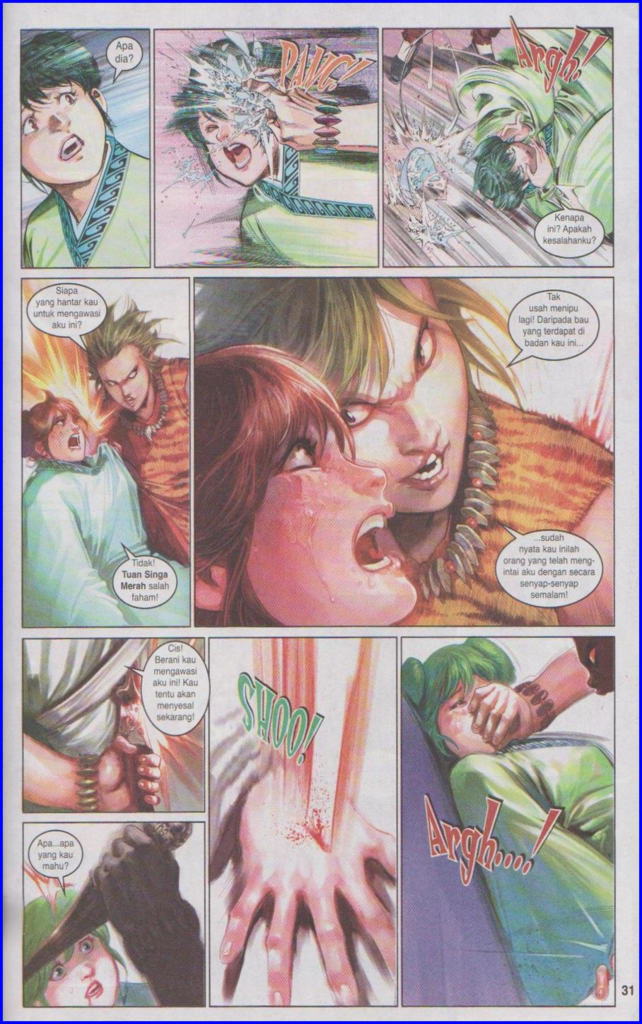 Apa
dia?
PANG!
Argh!
Kenapa
ini? Apakah
kesalahanku?
Siapa
yang hantar kau
untuk mengawasi
aku ini?
Tidak!
Tuan Singa
Merah salah
faham!
Tak
usah menipu
lagi! Daripada bau
yang terdapat di
badan kau ini...
...sudah
nyata kau inilah
orang yang telah meng-
intai aku dengan secara
senyap-senyap
semalam!
Cis!
Berani kau
mengawasi
aku ini! Kau
tentu akan
menyesal
sekarang!
Apa...apa
yang kau
mahu?
SHOO!
Argh....!
31